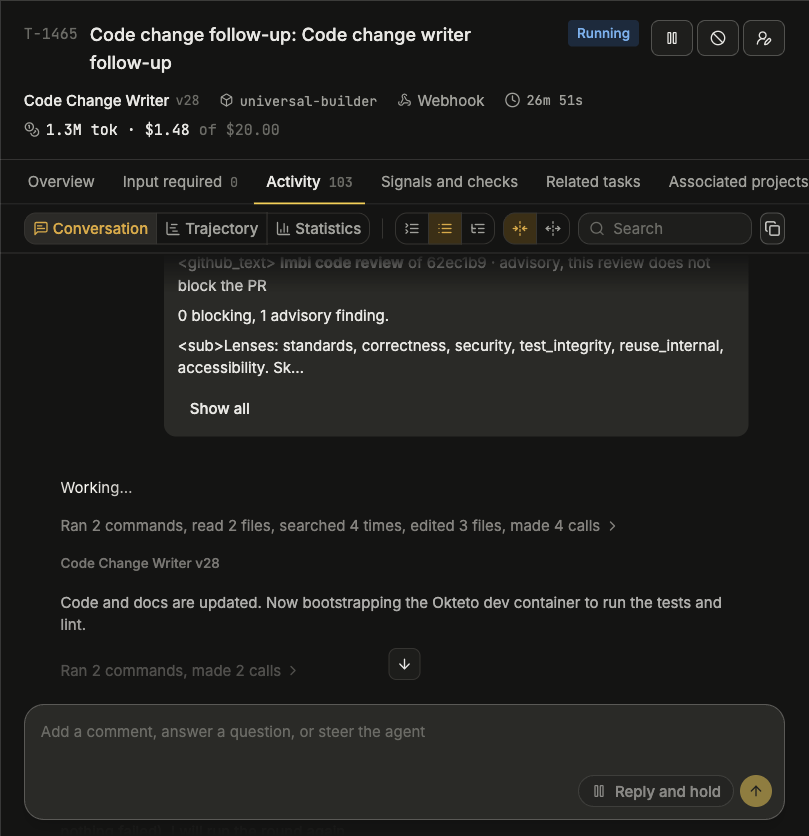 T-1465 Code change follow-up: Code change writer
follow-up
Running
Code Change Writer v28 universal-builder Webhook 26m 51s
1.3M tok · $1.48 of $20.00
Overview Input required 0 Activity 103 Signals and checks Related tasks Associated projects
Conversation Trajectory Statistics Search
<github_text> Imbi code review of 62ec1b9 · advisory, this review does not
block the PR
0 blocking, 1 advisory finding.
<sub>Lenses: standards, correctness, security, test_integrity, reuse_internal,
accessibility. Sk...
Show all
Working...
Ran 2 commands, read 2 files, searched 4 times, edited 3 files, made 4 calls
Code Change Writer v28
Code and docs are updated. Now bootstrapping the Okteto dev container to run the tests and
lint.
Ran 2 commands, made 2 calls
Add a comment, answer a question, or steer the agent
Reply and hold